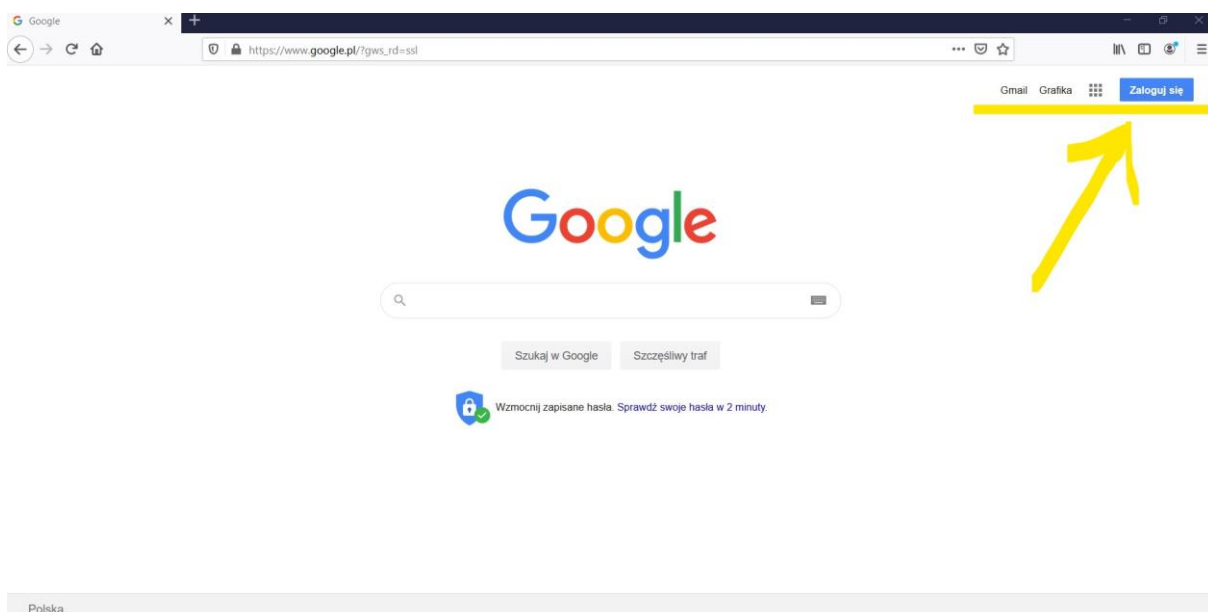 Google
https://www.google.pl/?gws_rd=ssl
Gmail Grafika Zaloguj się
Google
Szukaj w Google Szczęśliwy traf
Wzmocnij zapisane hasła. Sprawdź swoje hasła w 2 minuty.
Polska